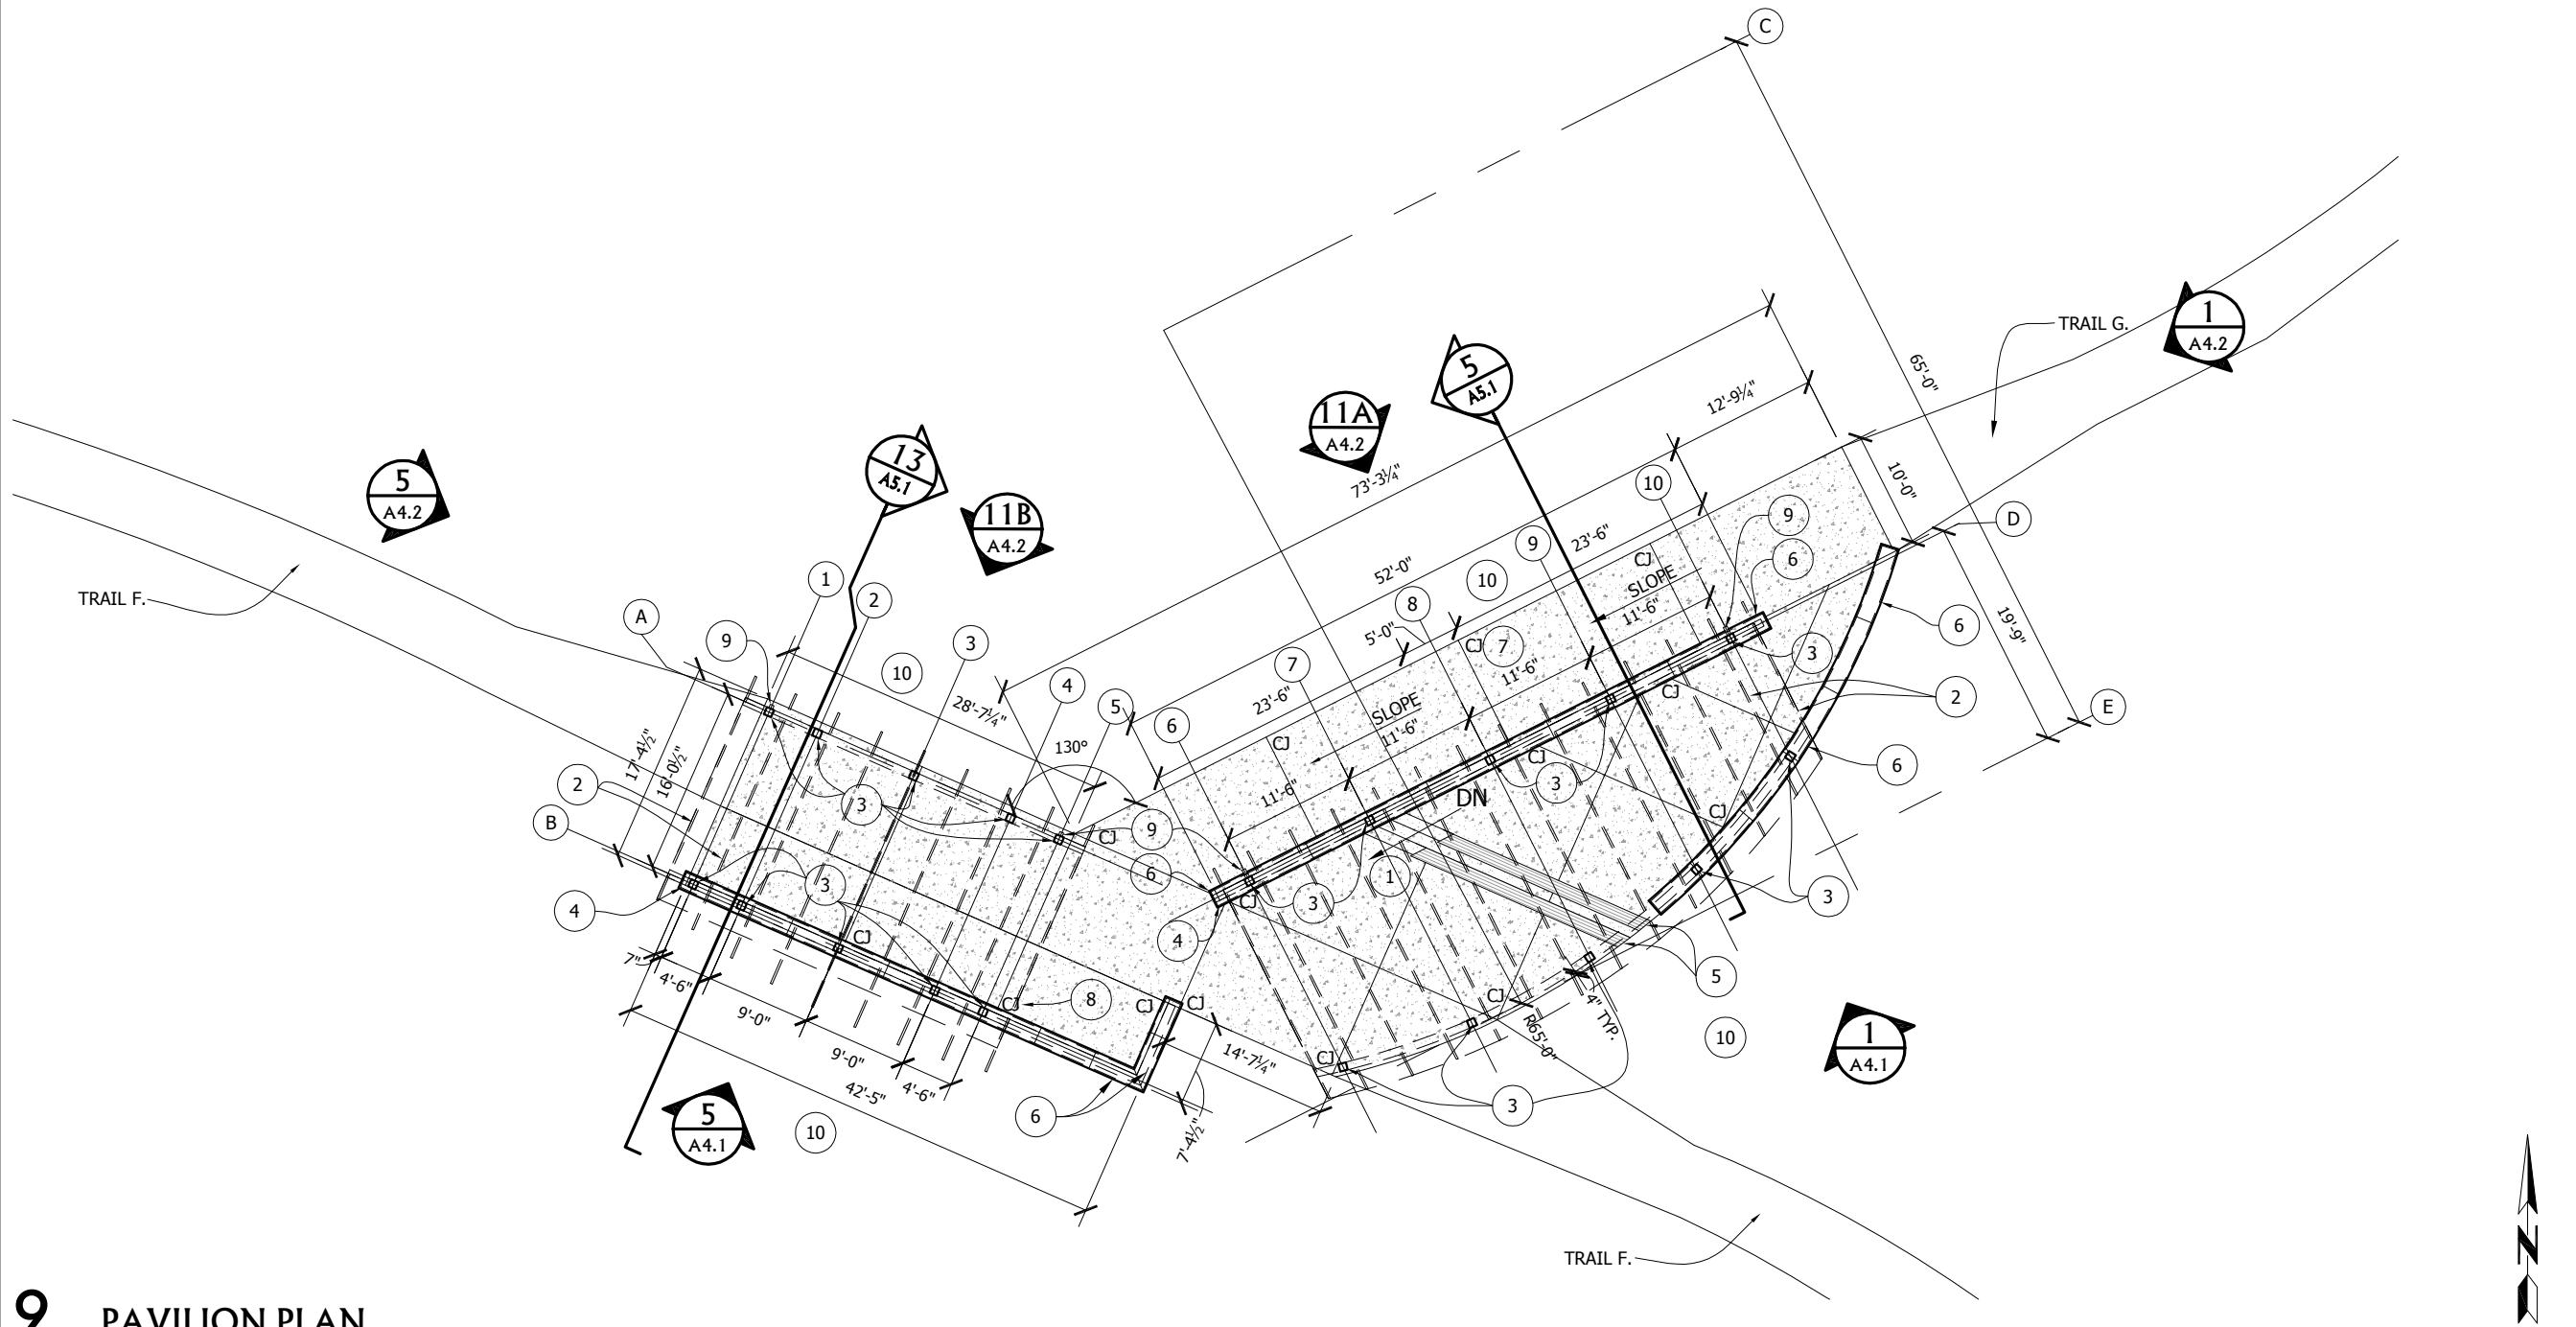 C
1
A4.2
TRAIL G.
65'-0"
5
A5.1
12'-9¼"
11A
A4.2
73'-3¼"
10
10'-0"
9
D
5
A4.2
13
A5.1
11B
A4.2
9
23'-6"
CJ
6
SLOPE
52'-0"
10
11'-6"
TRAIL F.
1
2
8
6
19'-9"
A
9
3
5'-0"
CJ
7
3
10
7
11'-6"
4
CJ
2
E
28'-7¼"
5
23'-6"
SLOPE
6
130°
CJ
11'-6"
17'-4½"
16'-0½"
CJ
6
2
3
11'-6"
3
DN
B
CJ
9
CJ
6
1
3
4
3
CJ
3
3
CJ
4
7"
4'-6"
5
8
CJ
CJ
CJ
CJ
4" TYP.
9'-0"
R65'-0"
10
1
A4.1
9'-0"
14'-7¼"
CJ
42'-5"
4'-6"
6
3
5
A4.1
10
7'-4½"
TRAIL F.
N
9
PAVILION PLAN